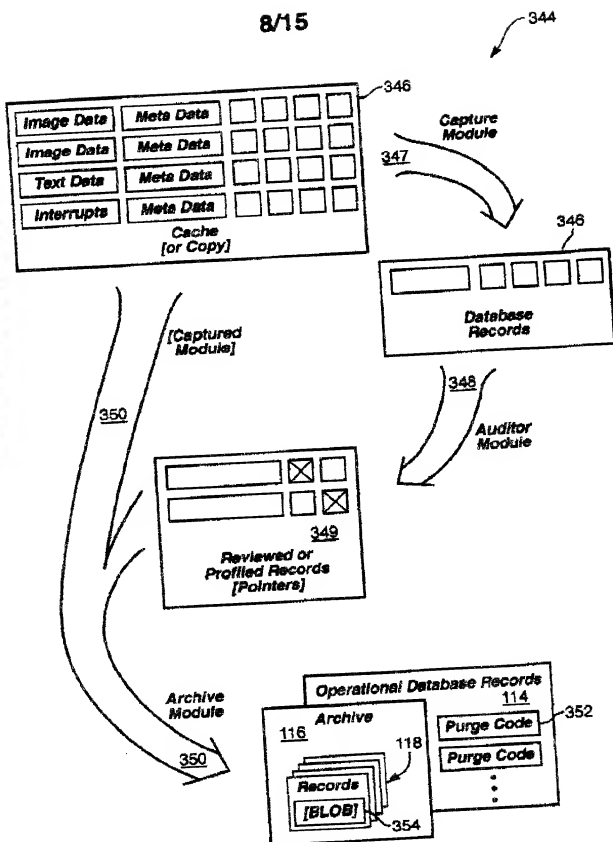 8/15
344
346
Image Data Meta Data
Image Data Meta Data
Text Data Meta Data
Interrupts Meta Data
Cache
[or Copy]
Capture
Module
347
346
Database
Records
[Captured
Module]
350
348
Auditor
Module
349
Reviewed or
Profiled Records
[Pointers]
Archive
Module
350
Operational Database Records
114
Archive
116
118
Purge Code
352
Purge Code
Records
[BLOB]
354